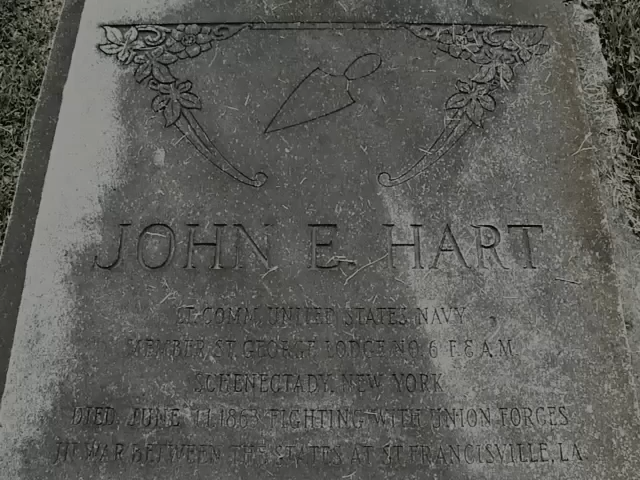 JOHN E. HART
LT. COMM. UNITED STATES NAVY
MEMBER ST. GEORGE LODGE NO. 6 F. & A.M.
SCHENECTADY, NEW YORK
DIED, JUNE 11, 1863 FIGHTING WITH UNION FORCES
IN WAR BETWEEN THE STATES AT ST. FRANCISVILLE, LA.